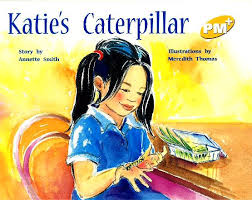 Katie's Caterpillar
PM+
Story by
Annette Smith
Illustrations by
Meredith Thomas